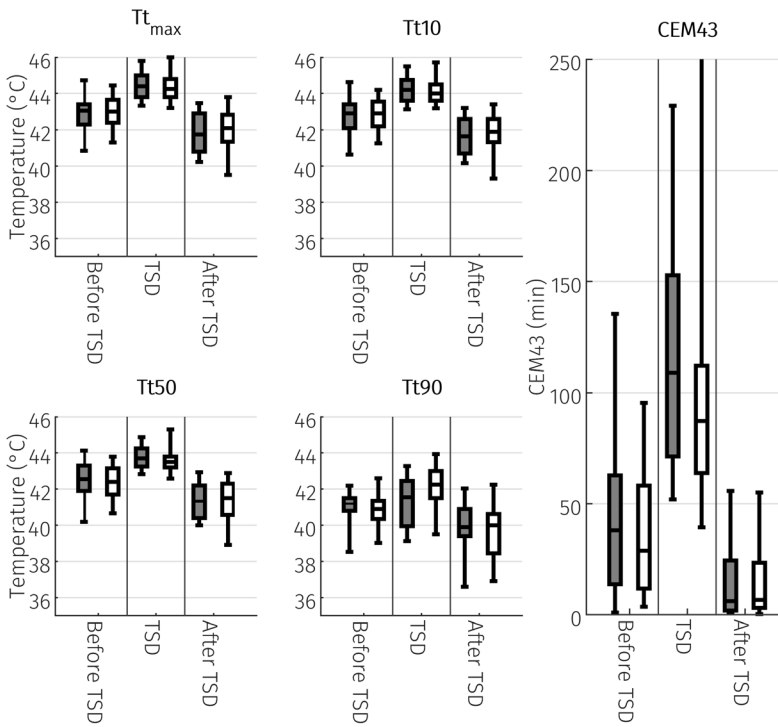 Tt max
Temperature (°C)
46
44
42
40
38
36
Before TSD
TSD
After TSD
Tt10
46
44
42
40
38
36
Before TSD
TSD
After TSD
CEM43
CEM43 (min)
250
200
150
100
50
0
Before TSD
TSD
After TSD
Tt50
Temperature (°C)
46
44
42
40
38
36
Before TSD
TSD
After TSD
Tt90
46
44
42
40
38
36
Before TSD
TSD
After TSD